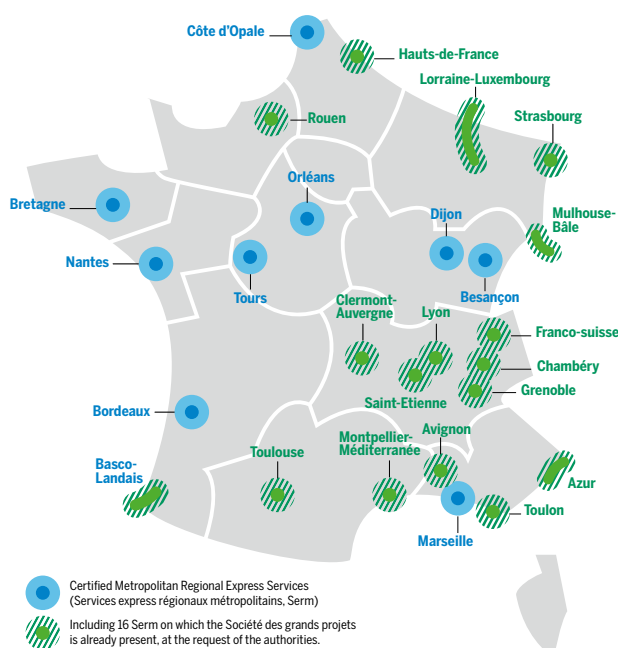 Côte d'Opale
Hauts-de-France
Lorraine-Luxembourg
Rouen
Strasbourg
Orléans
Bretagne
Dijon
Mulhouse-
Bâle
Nantes
Tours
Besançon
Clermont-
Auvergne
Lyon
Franco-suisse
Chambéry
Grenoble
Saint-Etienne
Bordeaux
Avignon
Montpellier-
Méditerranée
Toulouse
Basco-
Landais
Azur
Toulon
Marseille
Certified Metropolitan Regional Express Services
(Services express régionaux métropolitains, Serm)
Including 16 Serm on which the Société des grands projets
is already present, at the request of the authorities.